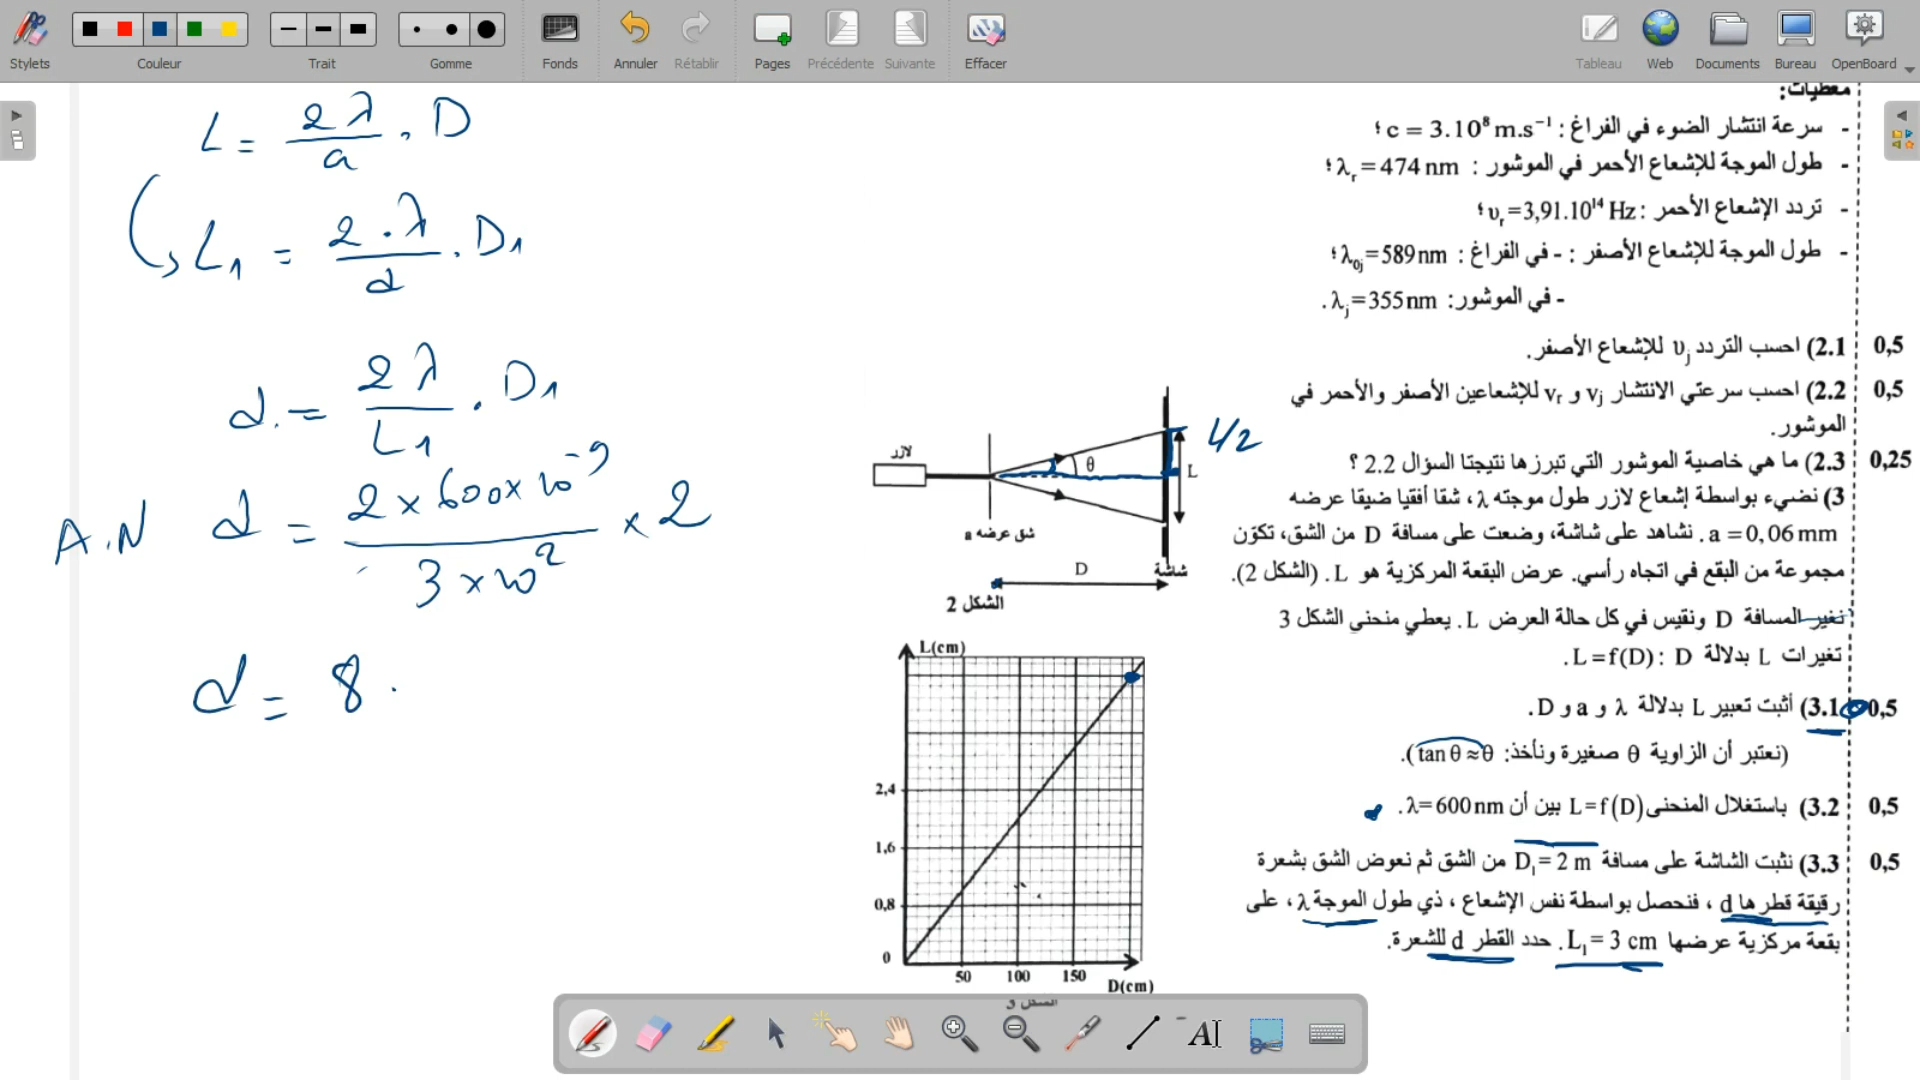 Stylets
Couleur
Trait
Gomme
Fonds
Annuler
Rétablir
Pages
Précédente
Suivante
Effacer
Tableau
Web
Documents
Bureau
OpenBoard
L = 2λ/a . D
L₁ = 2.λ/d . D₁
d = 2λ/L₁ . D₁
A.N d = 2×600×10⁻⁹ / 3×10² × 2
d = 8.
معطيات:
- سرعة انتشار الضوء في الفراغ : c = 3.10⁸ m.s⁻¹ ؛
- طول الموجة للإشعاع الأحمر في الموشور : λᵣ = 474 nm ؛
- تردد الإشعاع الأحمر : υᵣ =3,91.10¹⁴ Hz ؛
- طول الموجة للإشعاع الأصفر : - في الفراغ : λ₀ⱼ =589 nm ؛
- في الموشور: λⱼ =355 nm .
2.1) احسب التردد υⱼ للإشعاع الأصفر. 0,5
2.2) احسب سرعتي الانتشار vⱼ و vᵣ للإشعاعين الأصفر والأحمر في 0,5
الموشور.
2.3) ما هي خاصية الموشور التي تبرزها نتيجتا السؤال 2.2 ؟ 0,25
3) نضيء بواسطة إشعاع لازر طول موجته λ، شقا أفقيا ضيقا عرضه
a = 0,06 mm . نشاهد على شاشة، وضعت على مسافة D من الشق، تكوّن
مجموعة من البقع في اتجاه رأسي. عرض البقعة المركزية هو L . (الشكل 2).
نغير المسافة D ونقيس في كل حالة العرض L . يعطي منحنى الشكل 3
تغيرات L بدلالة D : L=f(D).
3.1) أثبت تعبير L بدلالة λ و a و D . 0,5
(نعتبر أن الزاوية θ صغيرة ونأخذ: tan θ ≈ θ).
3.2) باستغلال المنحنى L=f(D) بين أن λ=600 nm . 0,5
3.3) نثبت الشاشة على مسافة D₁= 2 m من الشق ثم نعوض الشق بشعرة 0,5
رقيقة قطرها d ، فنحصل بواسطة نفس الإشعاع ، ذي طول الموجة λ ، على
بقعة مركزية عرضها L₁= 3 cm . حدد القطر d للشعرة.
لازر
θ
L
L/2
شق عرضه a
D
شاشة
الشكل 2
L(cm)
2,4
1,6
0,8
0
50
100
150
D(cm)
الشكل 3